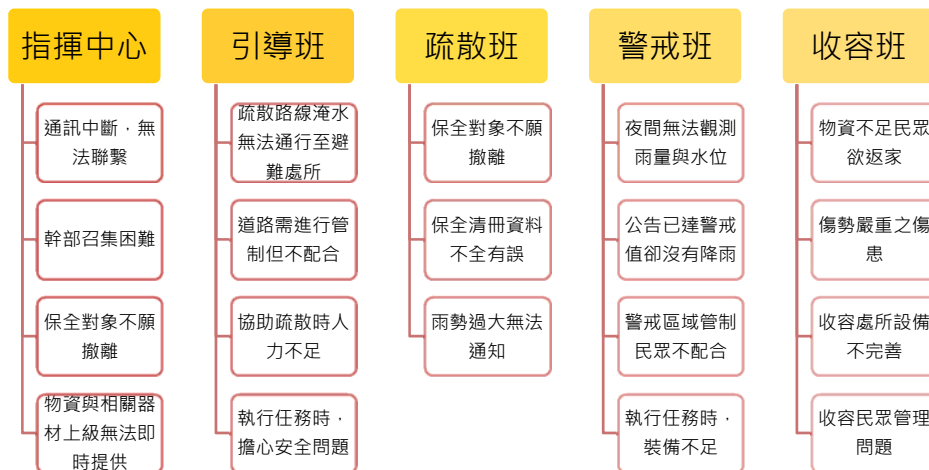 指揮中心
通訊中斷，無
法聯繫
幹部召集困難
保全對象不願
撤離
物資與相關器
材上級無法即
時提供
引導班
疏散路線淹水
無法通行至避
難處所
道路需進行管
制但不配合
協助疏散時人
力不足
執行任務時，
擔心安全問題
疏散班
保全對象不願
撤離
保全清冊資料
不全有誤
雨勢過大無法
通知
警戒班
夜間無法觀測
雨量與水位
公告已達警戒
值卻沒有降雨
警戒區域管制
民眾不配合
執行任務時，
裝備不足
收容班
物資不足民眾
欲返家
傷勢嚴重之傷
患
收容處所設備
不完善
收容民眾管理
問題